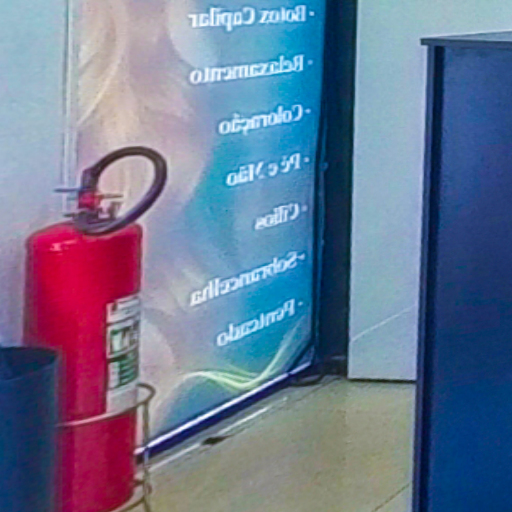 - Botox Capilar
- Relaxamento
- Coloração
- Pé e Mão
- Cílios
- Sobrancelha
- Penteado